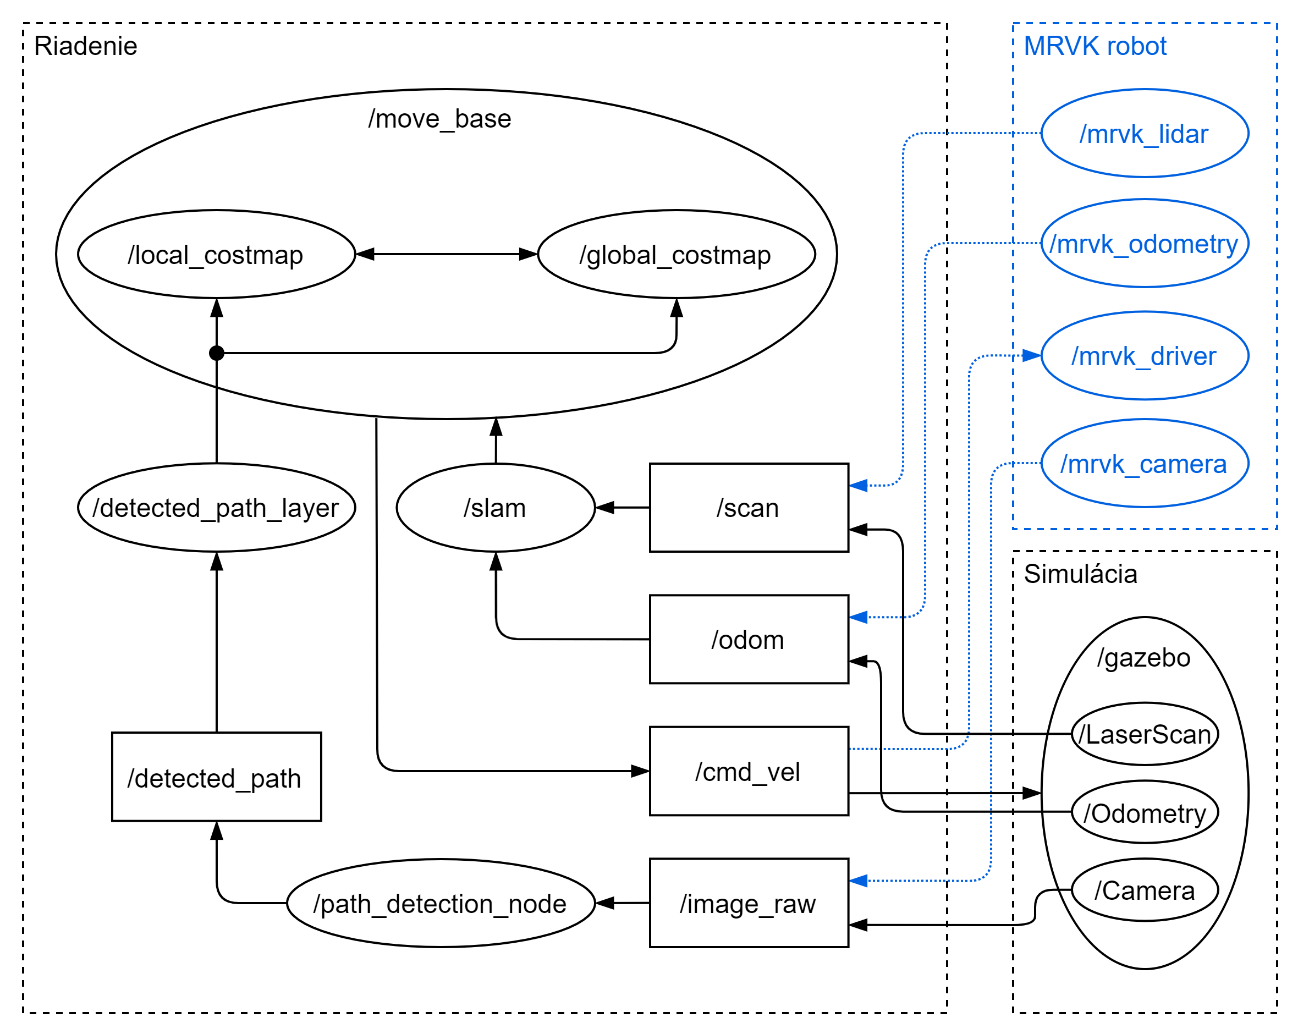 Riadenie
/move_base
/local_costmap
/global_costmap
/detected_path_layer
/slam
/scan
/odom
/detected_path
/cmd_vel
/path_detection_node
/image_raw
MRVK robot
/mrvk_lidar
/mrvk_odometry
/mrvk_driver
/mrvk_camera
Simulácia
/gazebo
/LaserScan
/Odometry
/Camera